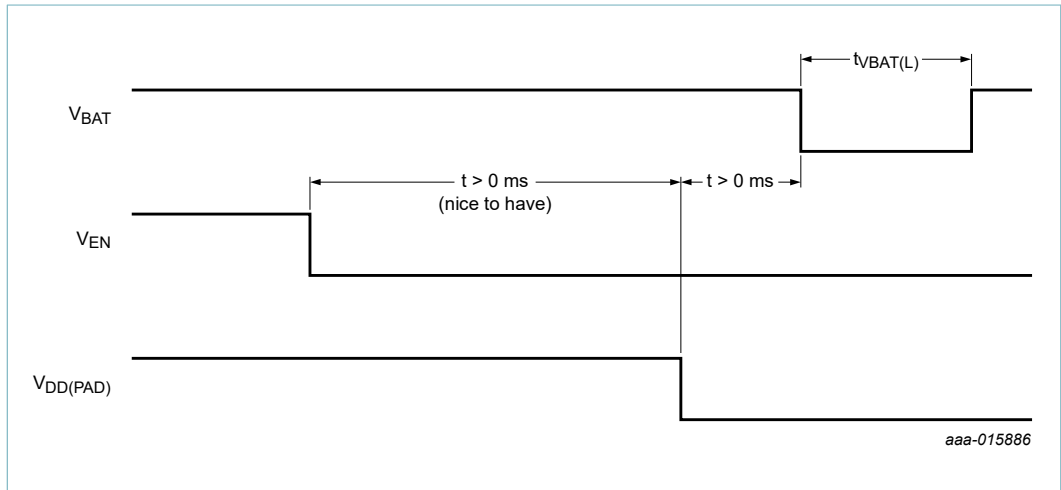 tVBAT(L)
VBAT
t > 0 ms
(nice to have)
t > 0 ms
VEN
VDD(PAD)
aaa-015886